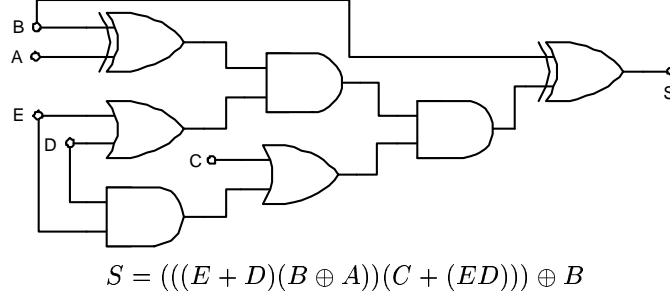 B
A
E
D
C
S
S = (((E + D)(B ⊕ A))(C + (ED))) ⊕ B